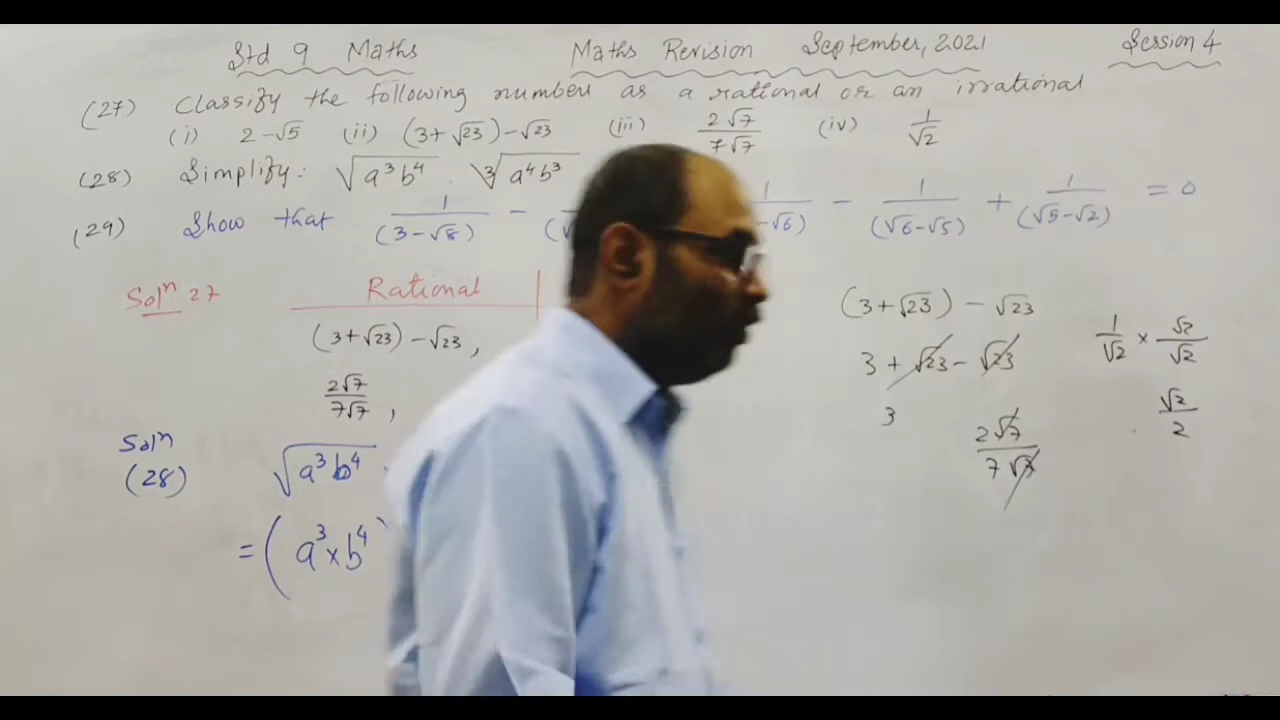 Std 9 Maths Maths Revision September, 2021 Session 4
(27) Classify the following numbers as a rational or an irrational
(i) 2-√5 (ii) (3+√23)-√23 (iii) 2√7/7√7 (iv) 1/√2
(28) Simplify: √(a³b⁴) . ∛(a⁴b³)
(29) Show that 1/(3-√8) - 1/(√6-√5) + 1/(√5-√2) = 0
Solⁿ 27 Rational
(3+√23)-√23,
2√7/7√7,
Solⁿ
(28) √(a³b⁴)
= (a³×b⁴)
(3+√23) - √23
3 + √23 - √23
3
2√7/7√7
1/√2 × √2/√2
√2/2